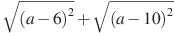 √(a−6)² + √(a−10)²